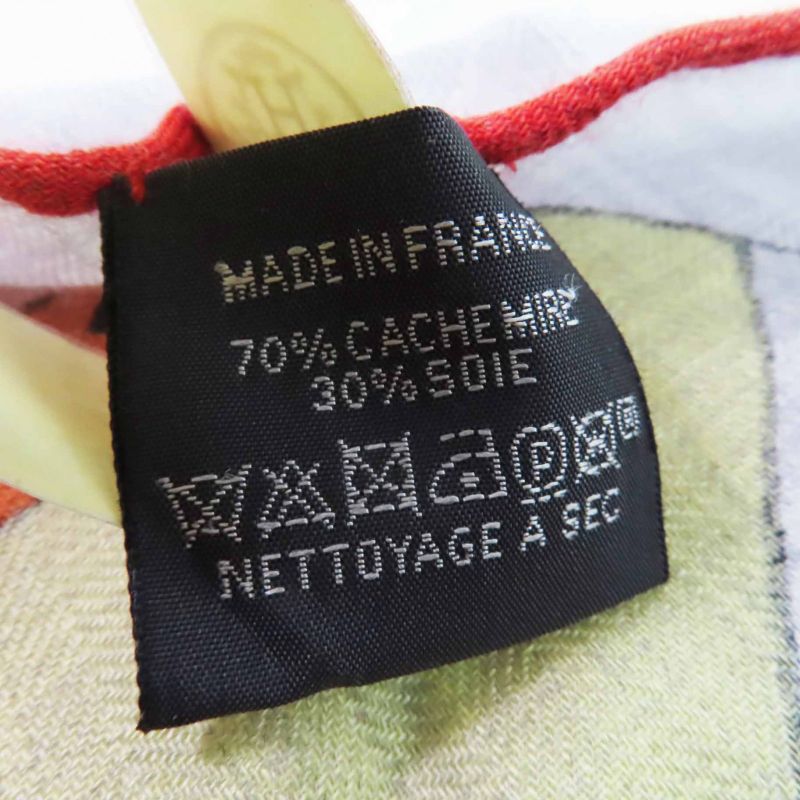 MADE IN FRANCE
70% CACHEMIRE
30% SOIE
P
NETTOYAGE A SEC
H